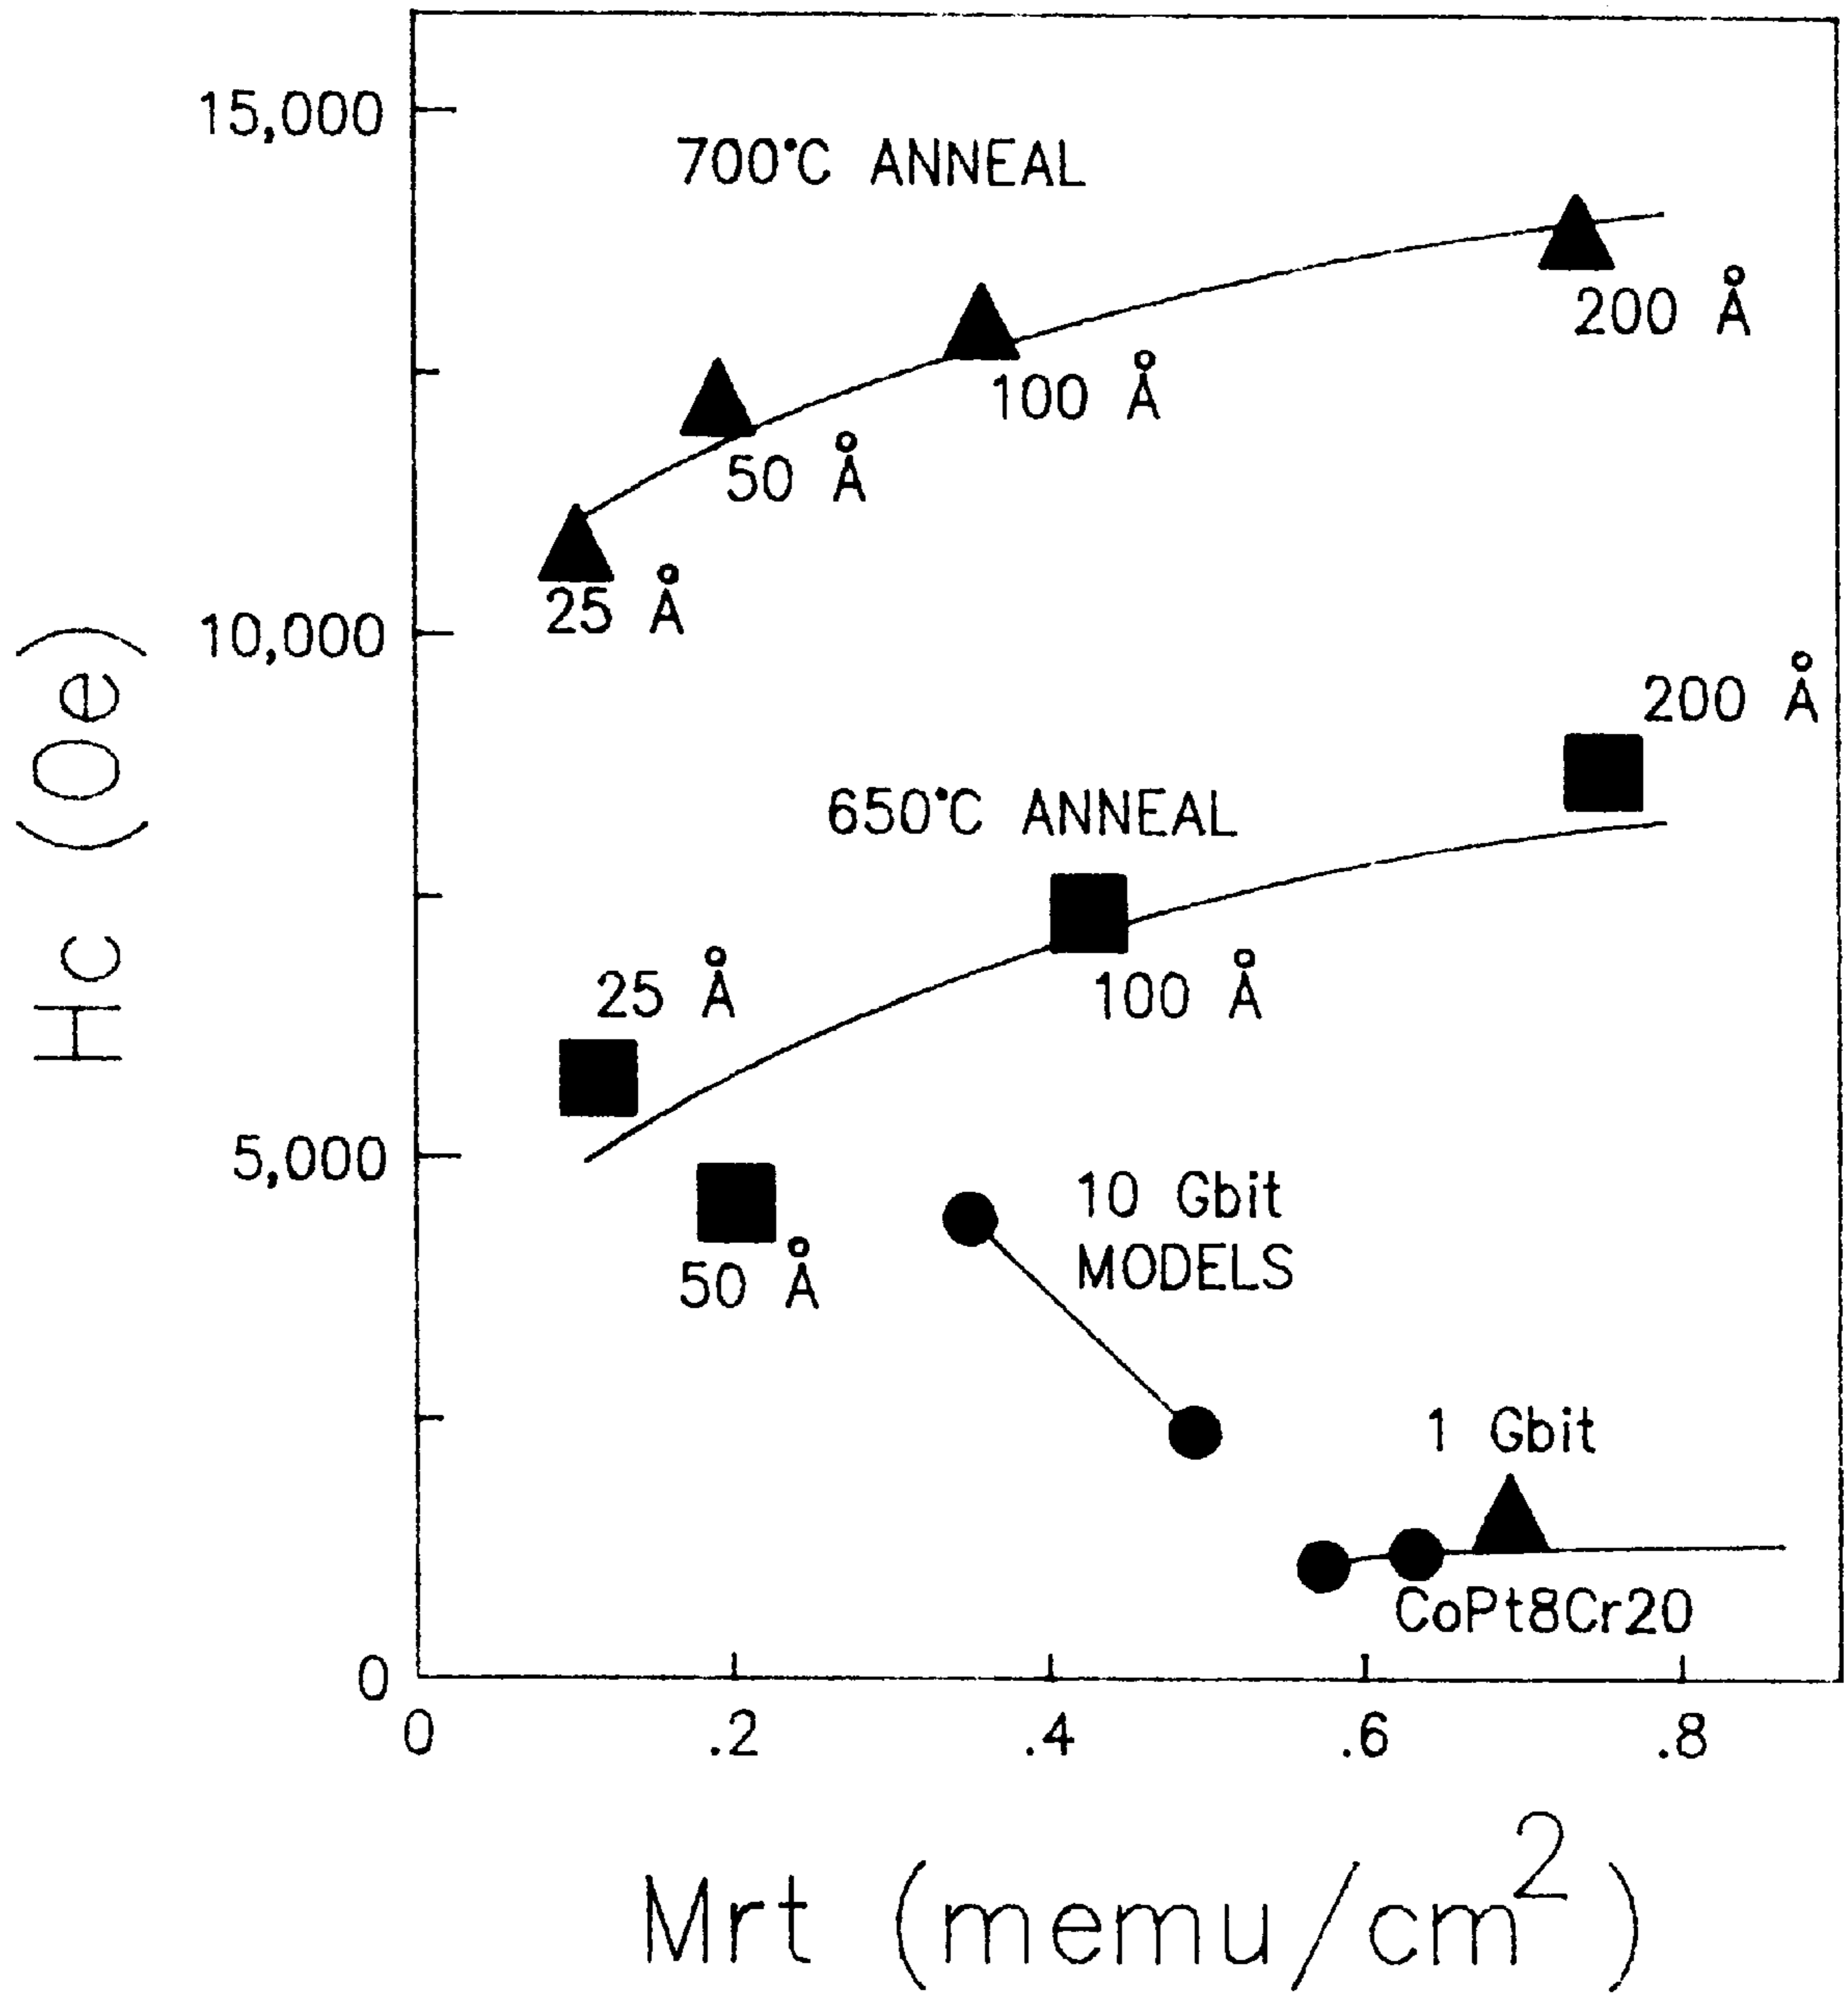 15,000
700°C ANNEAL
200 Å
100 Å
50 Å
25 Å
10,000
200 Å
650°C ANNEAL
100 Å
25 Å
5,000
50 Å
10 Gbit
MODELS
1 Gbit
CoPt8Cr20
0
0 .2 .4 .6 .8
Hc (Oe)
Mrt (memu/cm²)